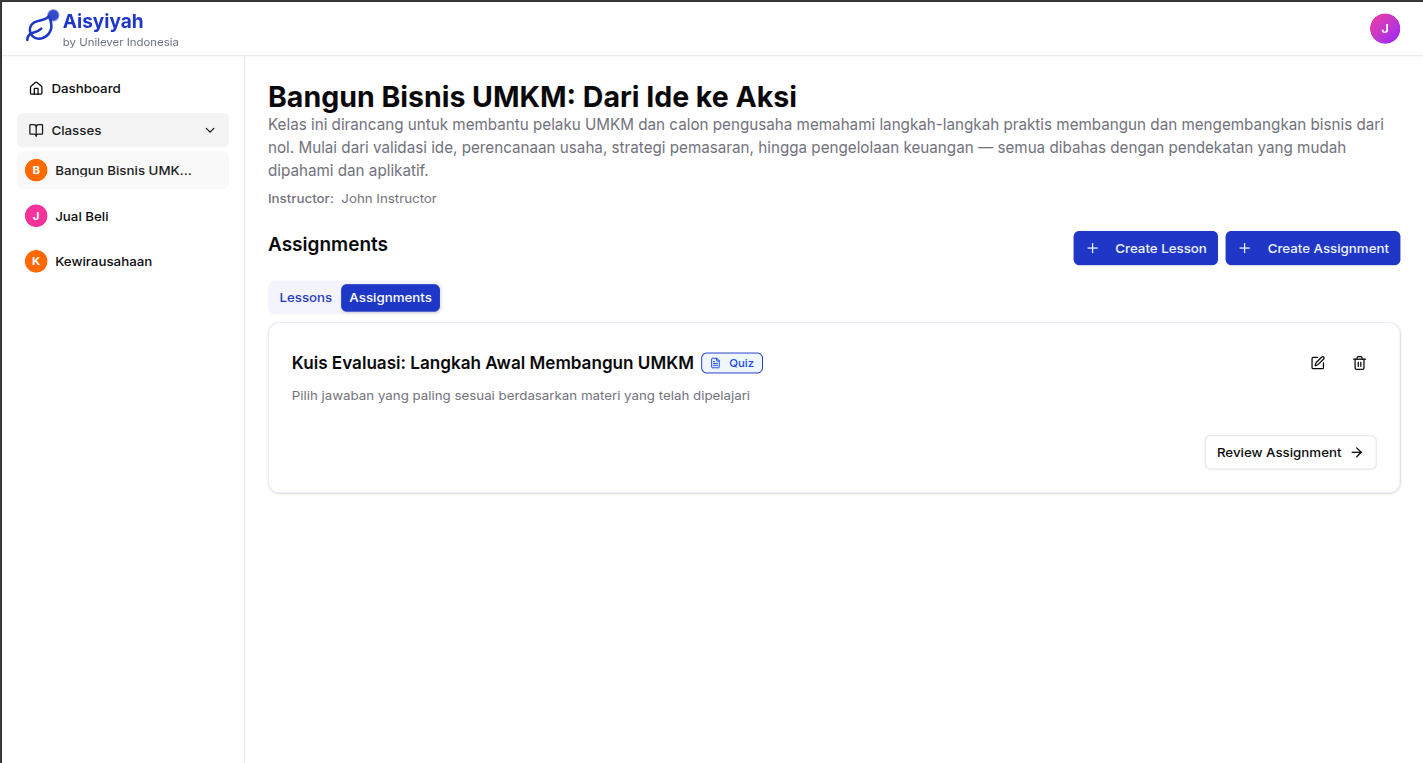 Aisyiyah
by Unilever Indonesia
J
Dashboard
Classes
B Bangun Bisnis UMK...
J Jual Beli
K Kewirausahaan
Bangun Bisnis UMKM: Dari Ide ke Aksi
Kelas ini dirancang untuk membantu pelaku UMKM dan calon pengusaha memahami langkah-langkah praktis membangun dan mengembangkan bisnis dari
nol. Mulai dari validasi ide, perencanaan usaha, strategi pemasaran, hingga pengelolaan keuangan — semua dibahas dengan pendekatan yang mudah
dipahami dan aplikatif.
Instructor: John Instructor
Assignments
Create Lesson
Create Assignment
Lessons
Assignments
Kuis Evaluasi: Langkah Awal Membangun UMKM Quiz
Pilih jawaban yang paling sesuai berdasarkan materi yang telah dipelajari
Review Assignment